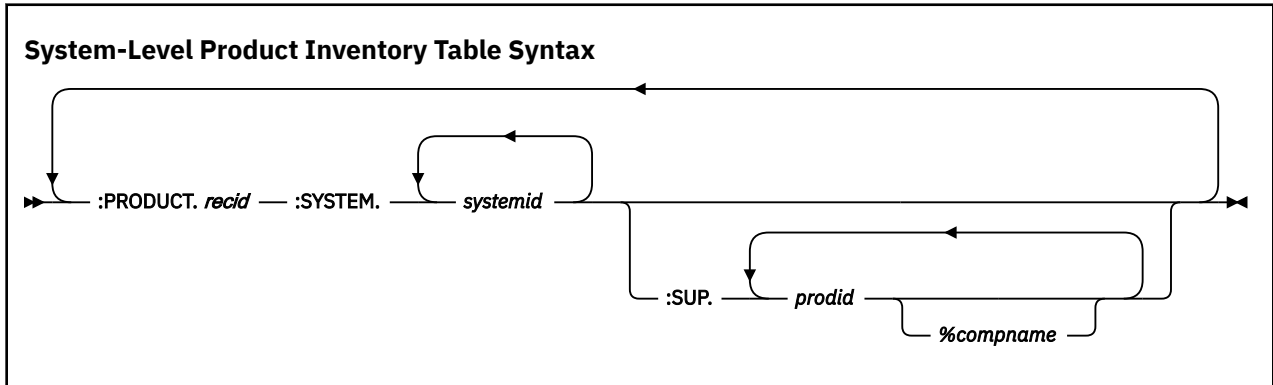 System-Level Product Inventory Table Syntax
:PRODUCT. recid :SYSTEM. systemid
:SUP. prodid
%compname